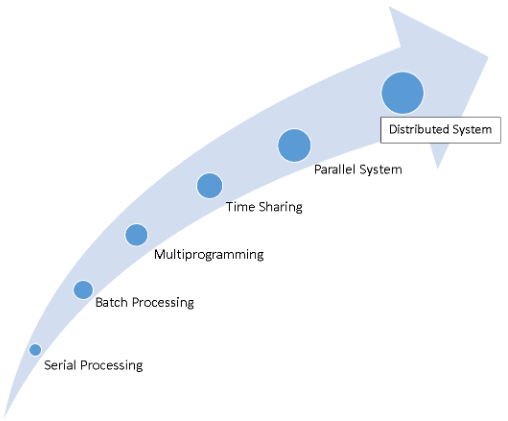 Distributed System
Parallel System
Time Sharing
Multiprogramming
Batch Processing
Serial Processing